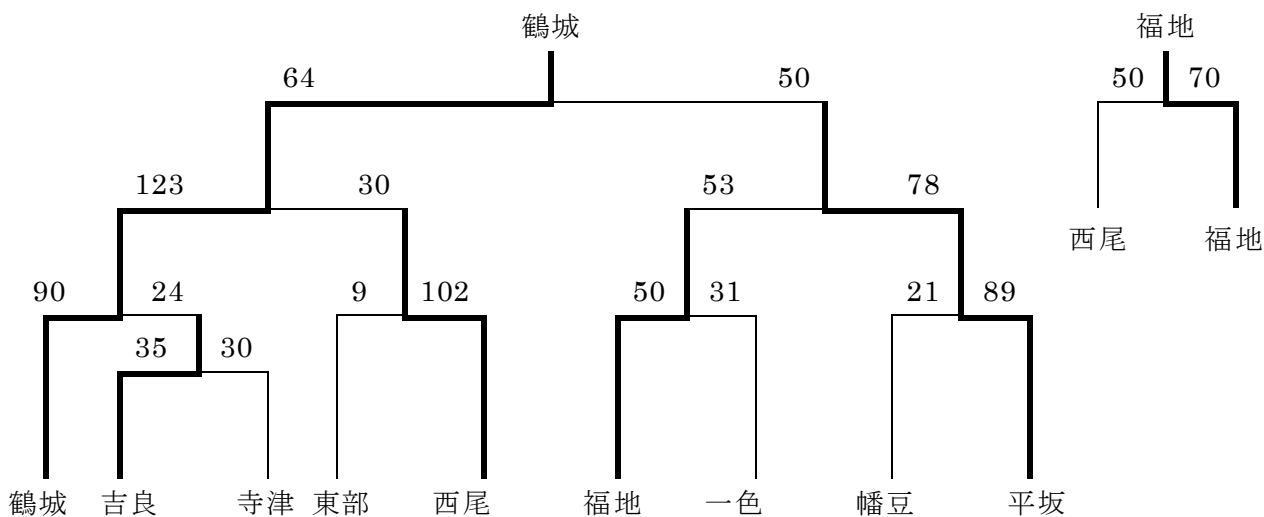 鶴城 福地
64 50 50 70
123 30 53 78
西尾 福地
90 24 9 102 50 31 21 89
35 30
鶴城 吉良 寺津 東部 西尾 福地 一色 幡豆 平坂